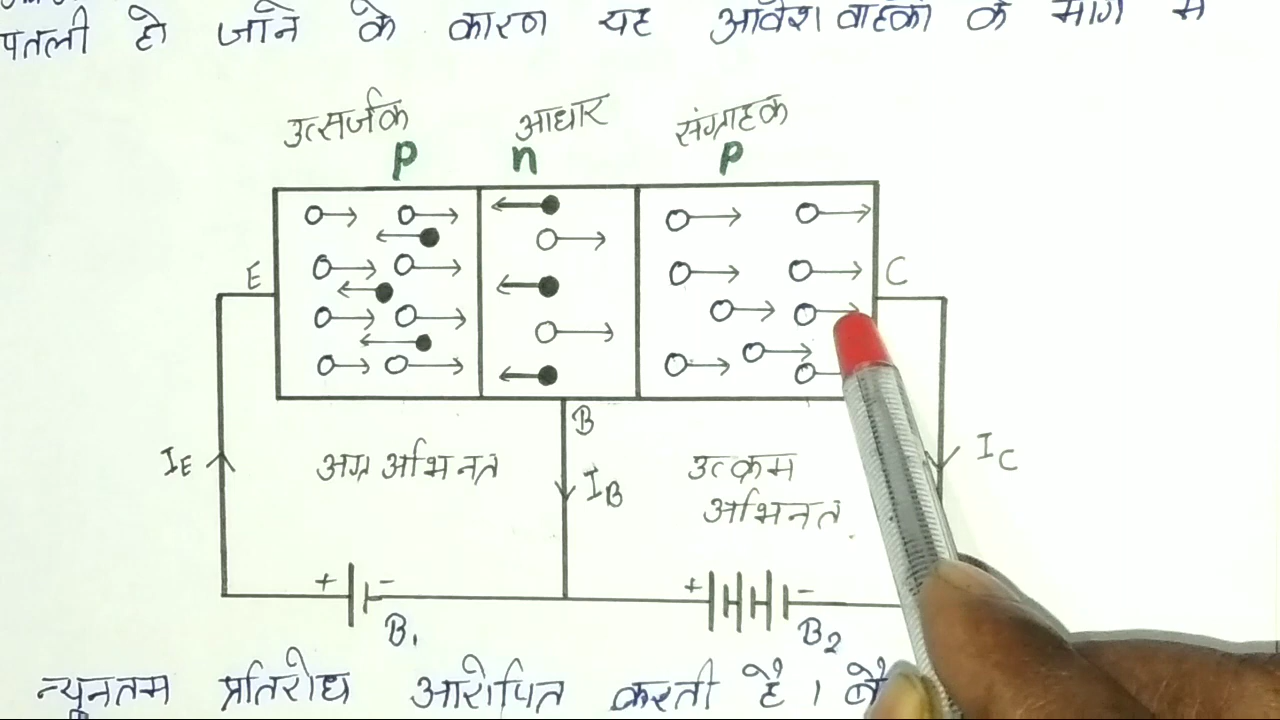 पतली हो जाने के कारण यह आवेश वाहकों के मार्ग में
उत्सर्जक आधार संग्राहक
p n p
E C
B
IE अग्र अभिनत IB उत्क्रम IC
अभिनत
+ - + -
B1 B2
न्यूनतम प्रतिरोध आरोपित करती है ।